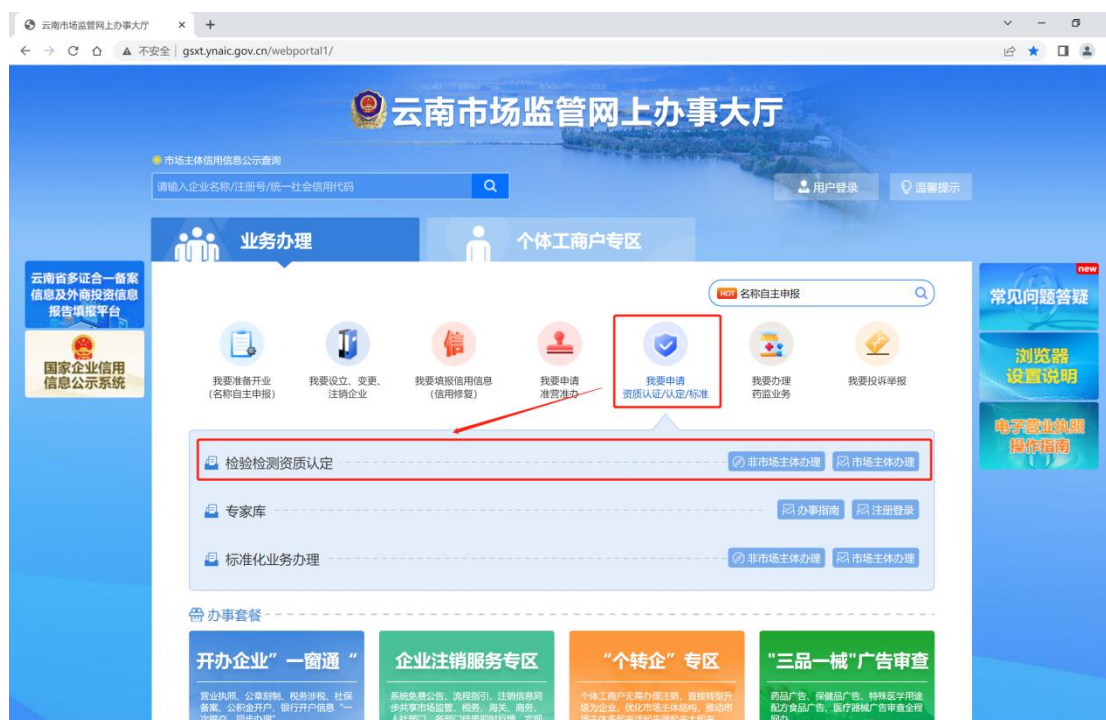 云南市场监管网上办事大厅
不安全 gsxt.ynaic.gov.cn/webportal1/
云南市场监管网上办事大厅
市场主体信用信息公示查询
请输入企业名称/注册号/统一社会信用代码
用户登录
温馨提示
业务办理
个体工商户专区
云南省多证合一备案
信息及外商投资信息
报告填报平台
国家企业信用
信息公示系统
HOT 名称自主申报
new
常见问题答疑
浏览器
设置说明
电子营业执照
操作指南
我要准备开业
(名称自主申报)
我要设立、变更、
注销企业
信
我要填报信用信息
(信用修复)
我要申请
准营准办
我要申请
资质认证/认定/标准
我要办理
药监业务
我要投诉举报
检验检测资质认定
非市场主体办理
市场主体办理
专家库
办事指南
注册登录
标准化业务办理
非市场主体办理
市场主体办理
办事套餐
开办企业”一窗通“
营业执照、公章刻制、税务涉税、社保
备案、公积金开户、银行开户信息“一
次提交、同步办理”
企业注销服务专区
系统免费公告、流程指引，注销信息同
步共享市场监管、税务、海关、商务、
“个转企”专区
个体工商户无需办理注销，直接转型升
级为企业，优化市场主体结构，推动市
"三品一械"广告审查
药品广告、保健品广告、特殊医学用途
配方食品广告、医疗器械广告审查全程
网办